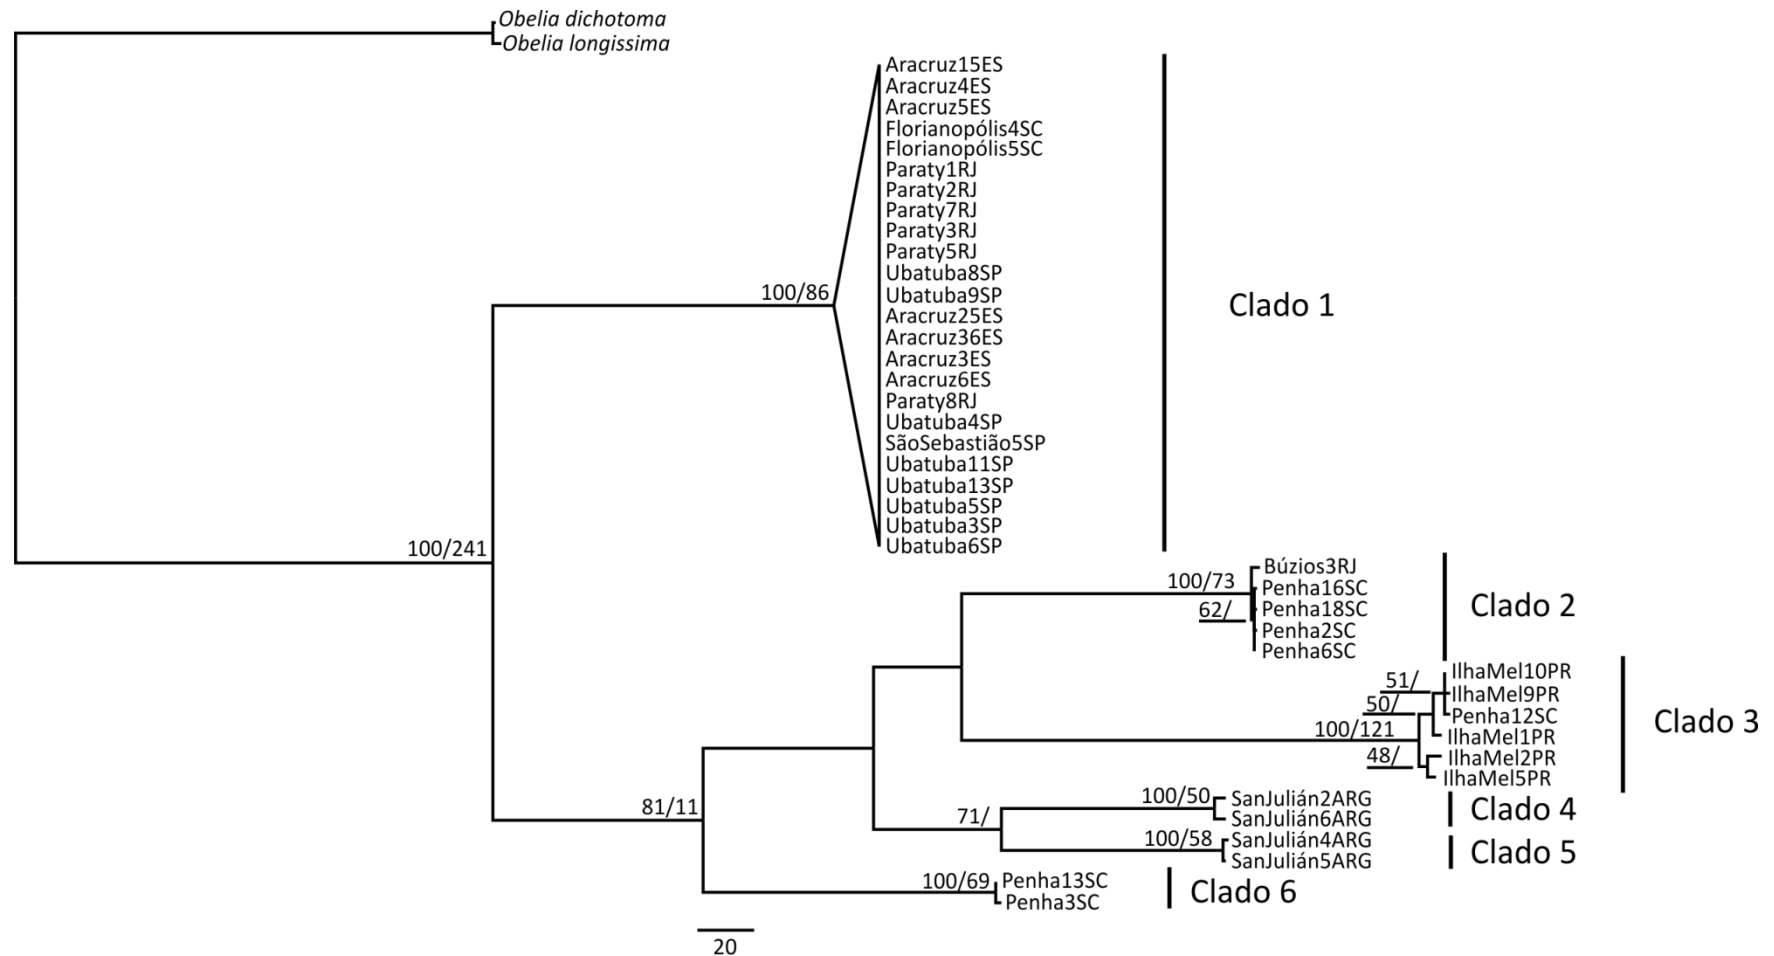 Obelia dichotoma
Obelia longissima
Aracruz15ES
Aracruz4ES
Aracruz5ES
Florianópolis4SC
Florianópolis5SC
Paraty1RJ
Paraty2RJ
Paraty7RJ
Paraty3RJ
Paraty5RJ
Ubatuba8SP
100/86
Ubatuba9SP
Clado 1
Aracruz25ES
Aracruz36ES
Aracruz3ES
Aracruz6ES
Paraty8RJ
Ubatuba4SP
SãoSebastião5SP
Ubatuba11SP
Ubatuba13SP
Ubatuba5SP
Ubatuba3SP
Ubatuba6SP
100/241
Búzios3RJ
100/73
Penha16SC
62/
Penha18SC
Clado 2
Penha2SC
Penha6SC
IlhaMel10PR
51/
IlhaMel9PR
50/
Penha12SC
Clado 3
100/121
IlhaMel1PR
48/
IlhaMel2PR
IlhaMel5PR
100/50
SanJulián2ARG
Clado 4
81/11
71/
SanJulián6ARG
100/58
SanJulián4ARG
Clado 5
SanJulián5ARG
100/69
Penha13SC
Clado 6
Penha3SC
20